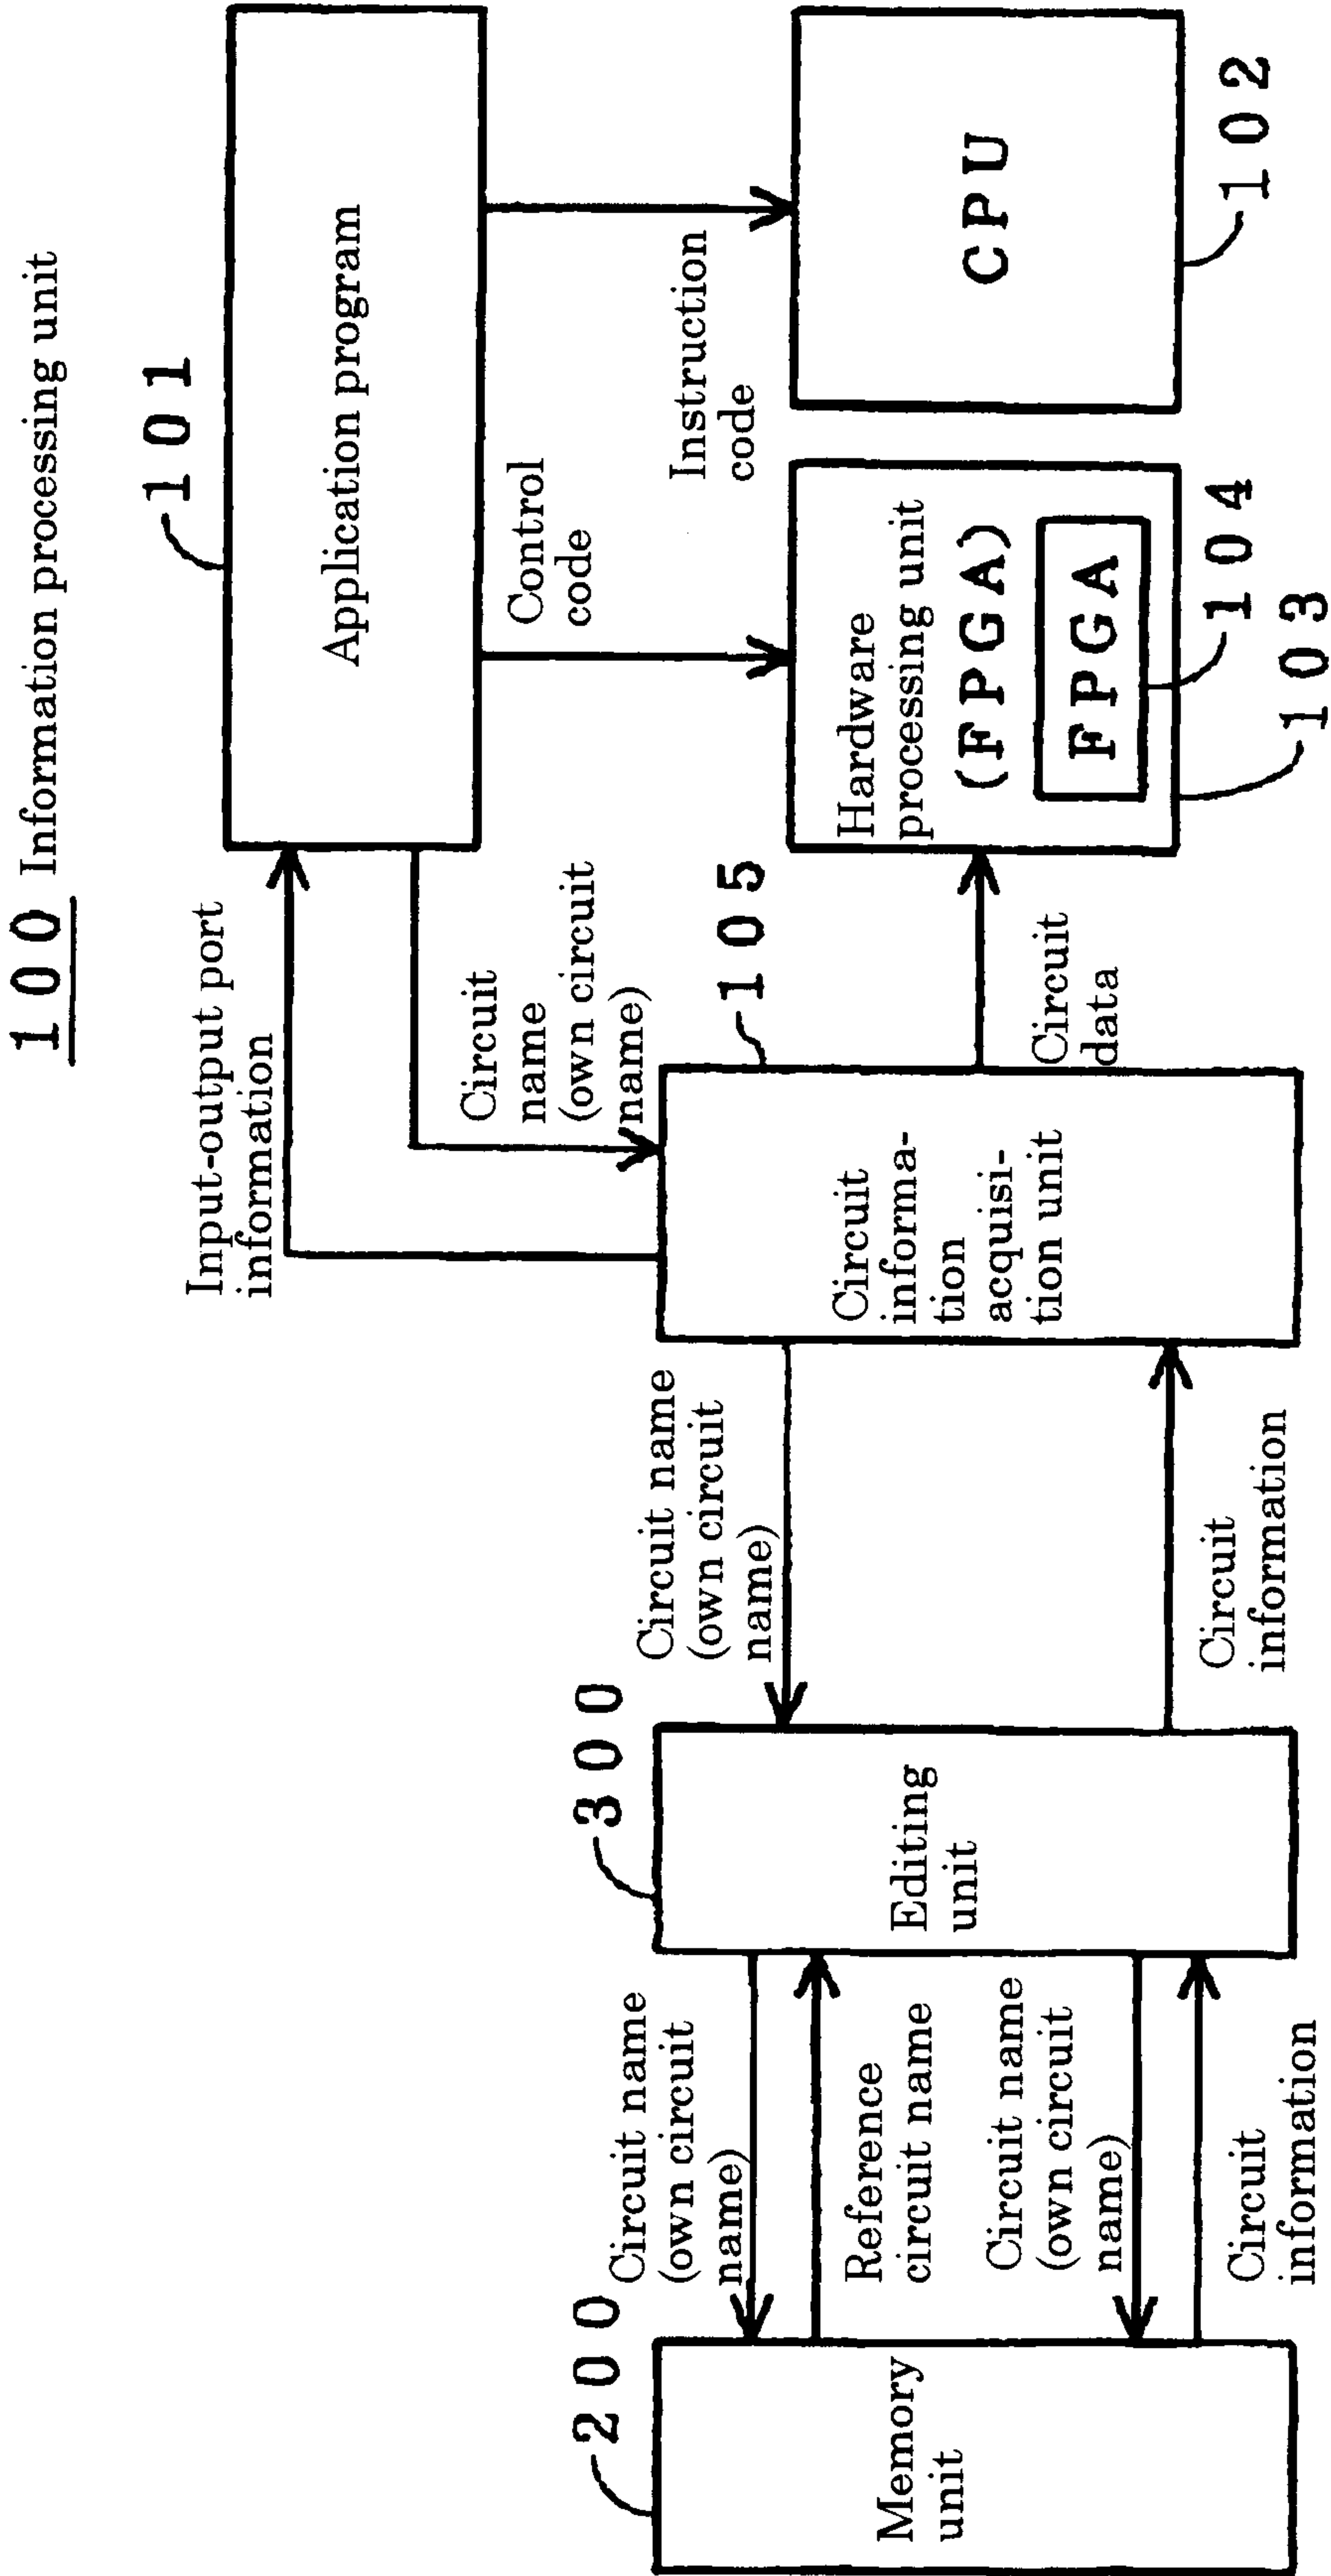 100 Information processing unit
101
Application program
Input-output port
information
Circuit
name
(own circuit
name)
Control
code
Instruction
code
CPU
102
Hardware
processing unit
(FPGA)
FPGA
104
103
105
Circuit
informa-
tion
acquisi-
tion unit
Circuit
data
Circuit name
(own circuit
name)
Circuit
information
300
Editing
unit
Circuit name
(own circuit
name)
Reference
circuit name
Circuit name
(own circuit
name)
Circuit
information
200
Memory
unit